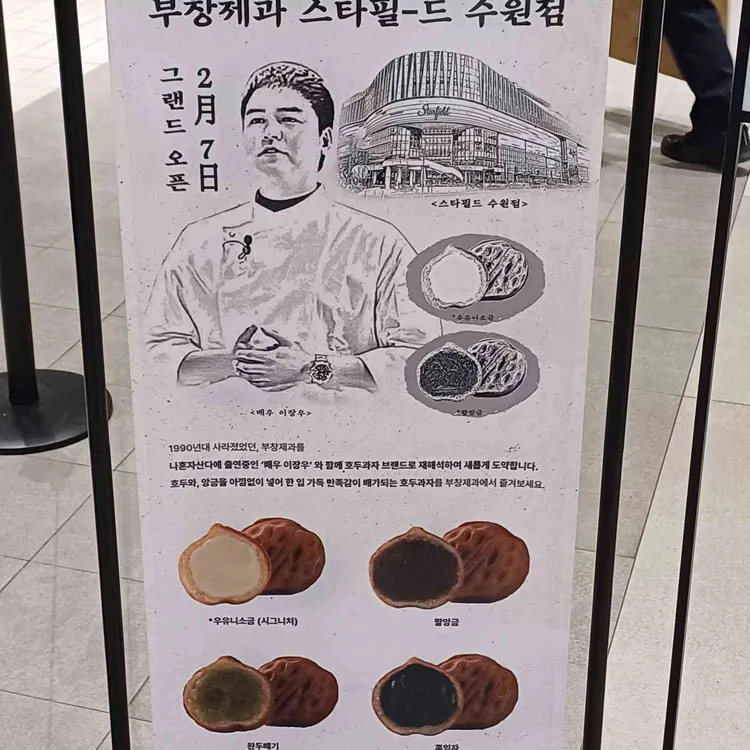 부창제과 스타필-드 수원점
2月 7日
그랜드 오픈
Starfield
<스타필드 수원점>
*우유니소금
*팥앙금
<배우 이장우>
1990년대 사라졌었던, 부창제과를
나혼자산다에 출연중인 '배우 이장우' 와 함께 호두과자 브랜드로 재해석하여 새롭게 도약합니다.
호두와, 앙금을 아낌없이 넣어 한 입 가득 만족감이 배가되는 호두과자를 부창제과에서 즐겨보세요.
*우유니소금 (시그니처)
팥앙금
완두배기
흑임자